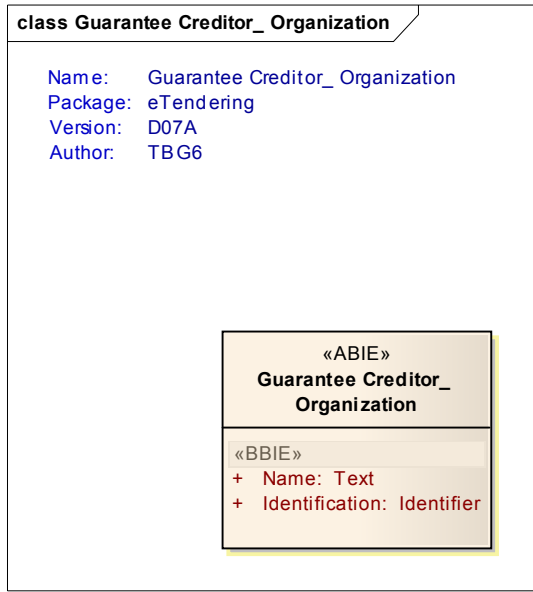 class Guarantee Creditor_ Organization
Name: Guarantee Creditor_ Organization
Package: eTendering
Version: D07A
Author: TBG6
«ABIE»
Guarantee Creditor_
Organization
«BBIE»
+ Name: Text
+ Identification: Identifier